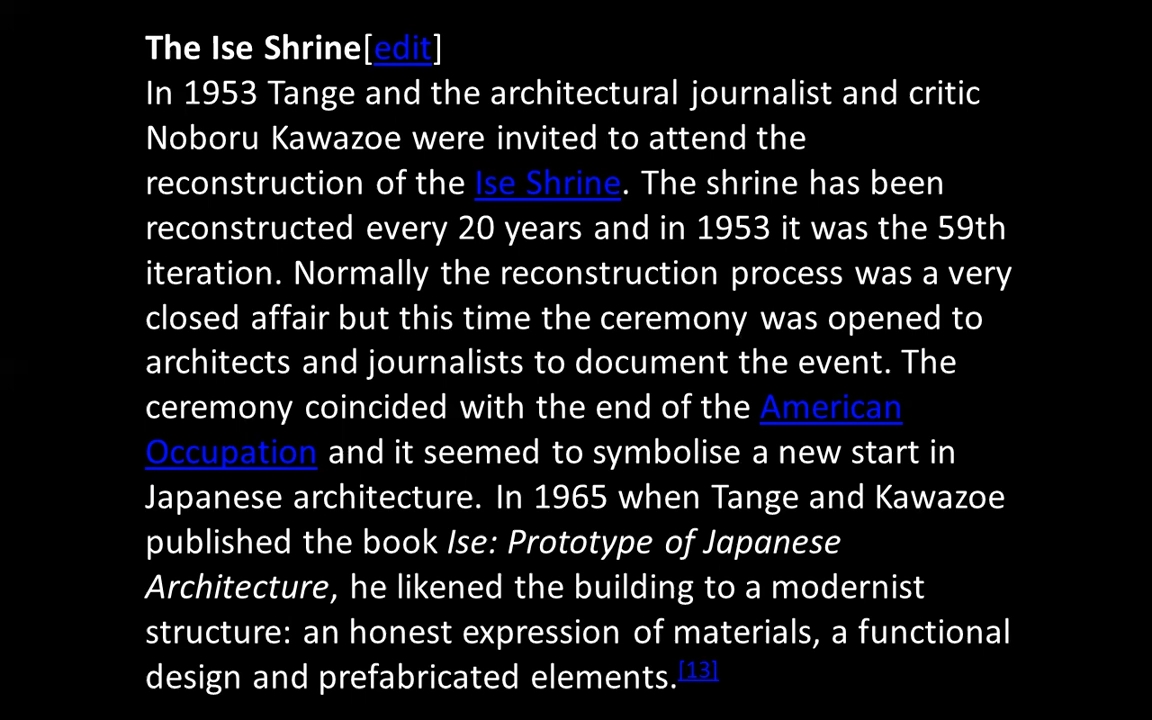 The Ise Shrine[edit]
In 1953 Tange and the architectural journalist and critic
Noboru Kawazoe were invited to attend the
reconstruction of the Ise Shrine. The shrine has been
reconstructed every 20 years and in 1953 it was the 59th
iteration. Normally the reconstruction process was a very
closed affair but this time the ceremony was opened to
architects and journalists to document the event. The
ceremony coincided with the end of the American
Occupation and it seemed to symbolise a new start in
Japanese architecture. In 1965 when Tange and Kawazoe
published the book Ise: Prototype of Japanese
Architecture, he likened the building to a modernist
structure: an honest expression of materials, a functional
design and prefabricated elements.[13]